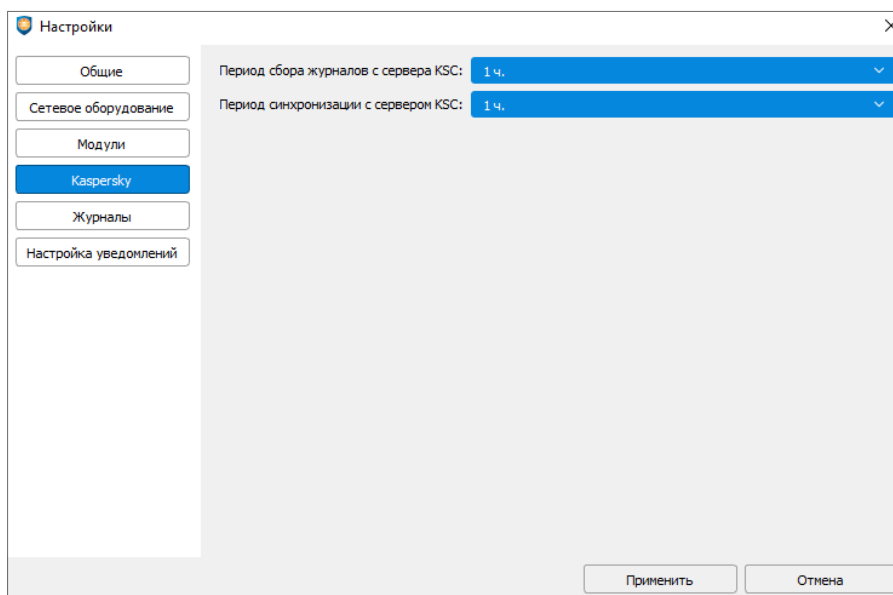 Настройки
Общие
Сетевое оборудование
Модули
Kaspersky
Журналы
Настройка уведомлений
Период сбора журналов с сервера KSC: 1 ч.
Период синхронизации с сервером KSC: 1 ч.
Применить
Отмена